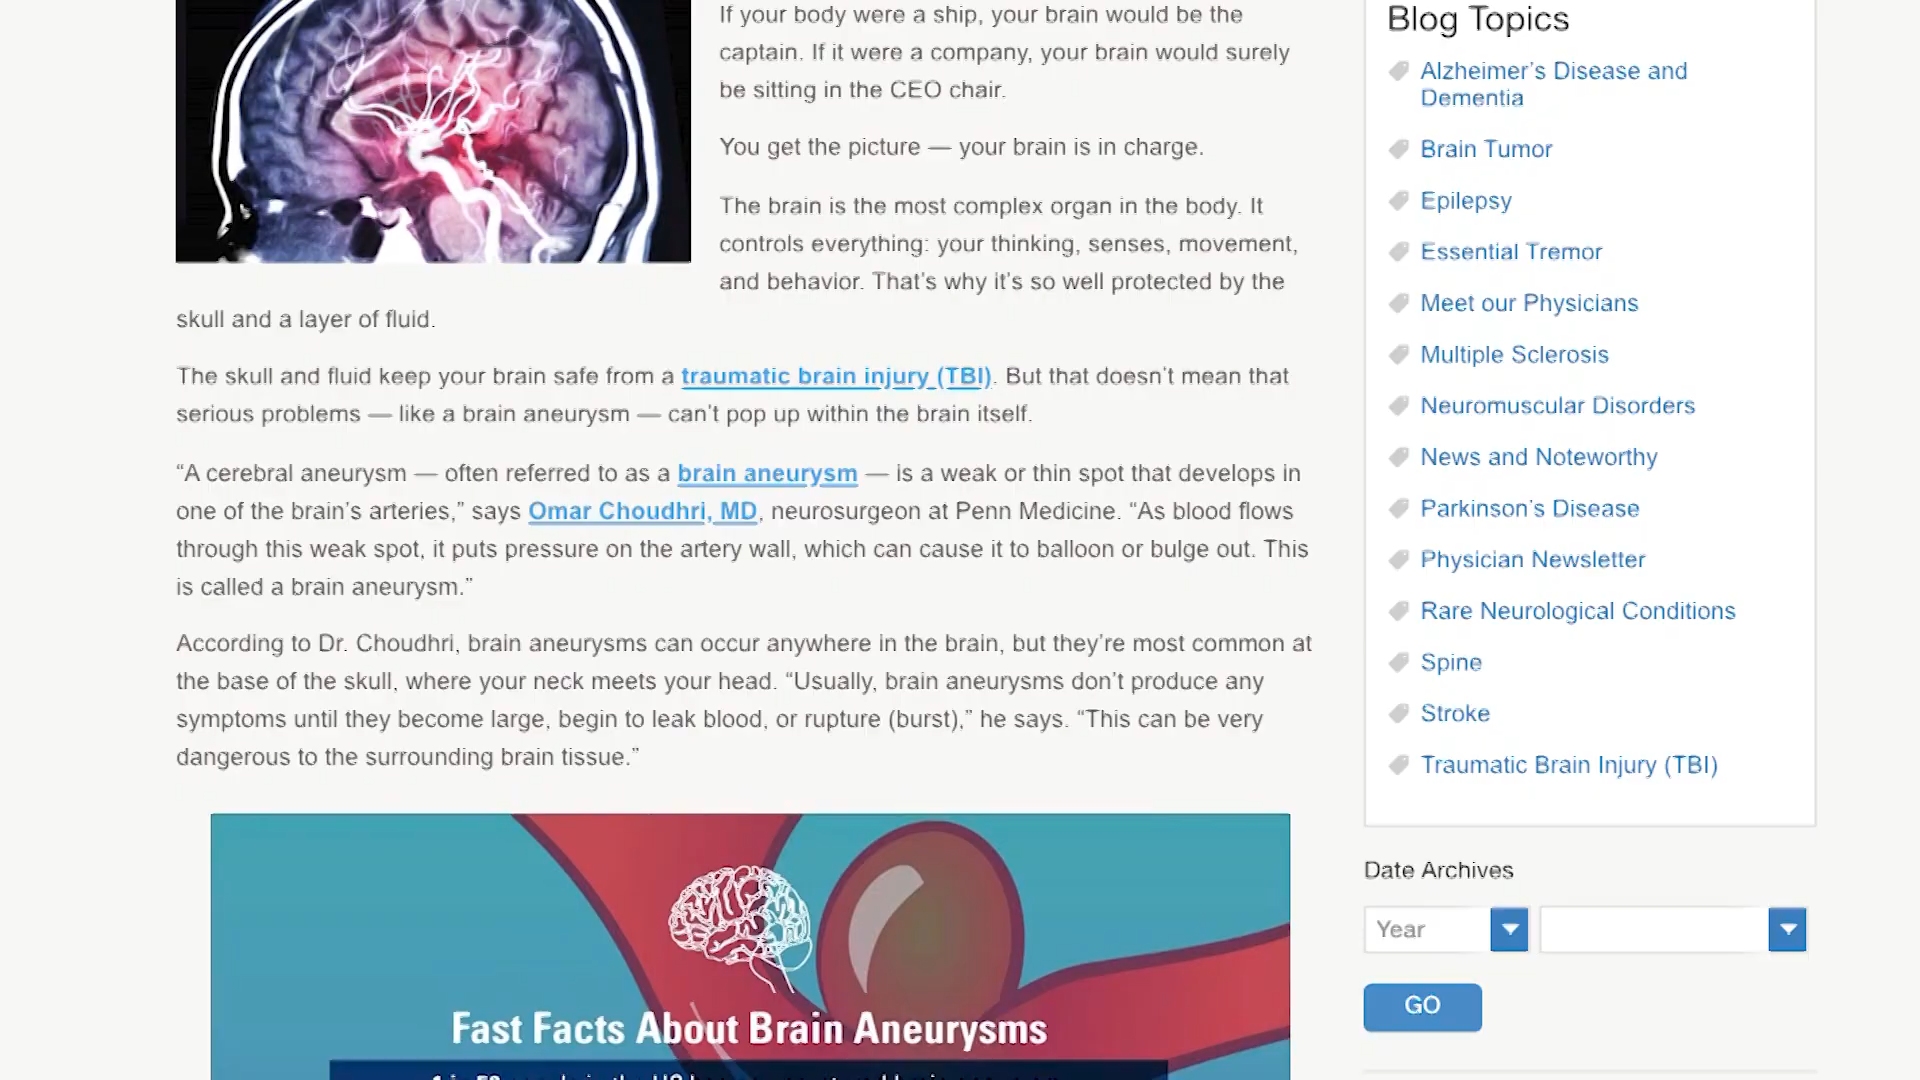 If your body were a ship, your brain would be the
captain. If it were a company, your brain would surely
be sitting in the CEO chair.
You get the picture — your brain is in charge.
The brain is the most complex organ in the body. It
controls everything: your thinking, senses, movement,
and behavior. That’s why it’s so well protected by the
skull and a layer of fluid.
The skull and fluid keep your brain safe from a traumatic brain injury (TBI). But that doesn’t mean that
serious problems — like a brain aneurysm — can’t pop up within the brain itself.
“A cerebral aneurysm — often referred to as a brain aneurysm — is a weak or thin spot that develops in
one of the brain’s arteries,” says Omar Choudhri, MD, neurosurgeon at Penn Medicine. “As blood flows
through this weak spot, it puts pressure on the artery wall, which can cause it to balloon or bulge out. This
is called a brain aneurysm.”
According to Dr. Choudhri, brain aneurysms can occur anywhere in the brain, but they’re most common at
the base of the skull, where your neck meets your head. “Usually, brain aneurysms don’t produce any
symptoms until they become large, begin to leak blood, or rupture (burst),” he says. “This can be very
dangerous to the surrounding brain tissue.”
Fast Facts About Brain Aneurysms
Blog Topics
Alzheimer’s Disease and
Dementia
Brain Tumor
Epilepsy
Essential Tremor
Meet our Physicians
Multiple Sclerosis
Neuromuscular Disorders
News and Noteworthy
Parkinson’s Disease
Physician Newsletter
Rare Neurological Conditions
Spine
Stroke
Traumatic Brain Injury (TBI)
Date Archives
Year
GO